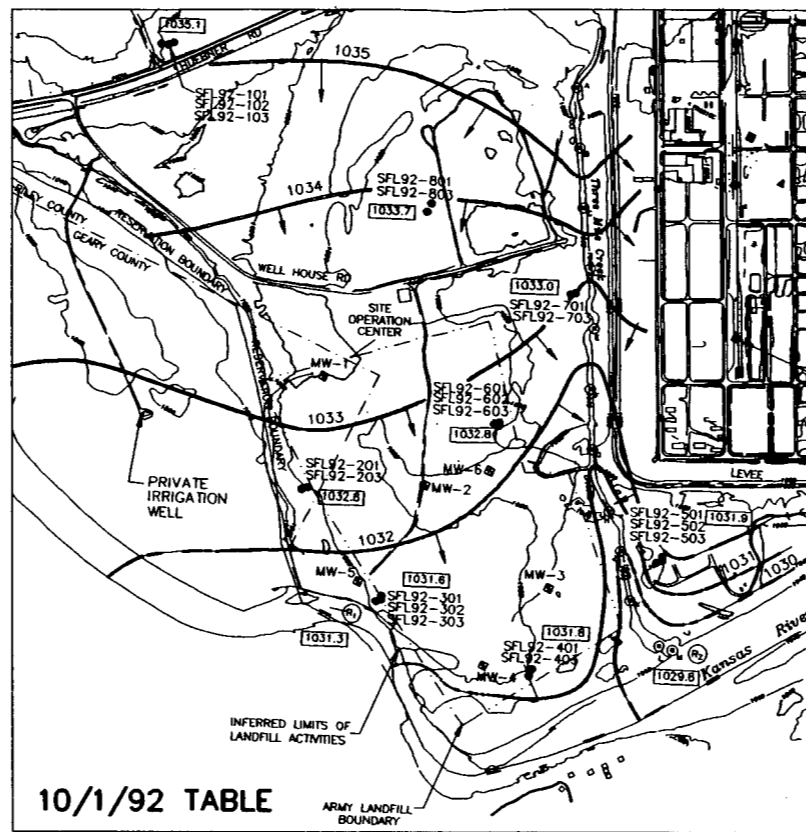 1035.1
HUEBNER RD
1035
SFL92-101
SFL92-102
SFL92-103
1034
SFL92-801
SFL92-803
1033.7
Three Mile Creek
RILEY COUNTY
GEARY COUNTY
RESERVATION BOUNDARY
WELL HOUSE RD
SITE
OPERATION
CENTER
1033.0
SFL92-701
SFL92-703
MW-1
RESERVATION BOUNDARY
1033
SFL92-601
SFL92-602
SFL92-603
1032.8
PRIVATE
IRRIGATION
WELL
SFL92-201
SFL92-203
MW-6
MW-2
LEVEE
1032
SFL92-501
SFL92-502
SFL92-503
1031.9
1031
1030
MW-5
1031.6
SFL92-301
SFL92-302
SFL92-303
MW-3
R1
1031.3
1031.8
SFL92-401
SFL92-403
MW-4
R2
1029.6
Kansas River
INFERRED LIMITS OF
LANDFILL ACTIVITIES
10/1/92 TABLE
ARMY LANDFILL
BOUNDARY